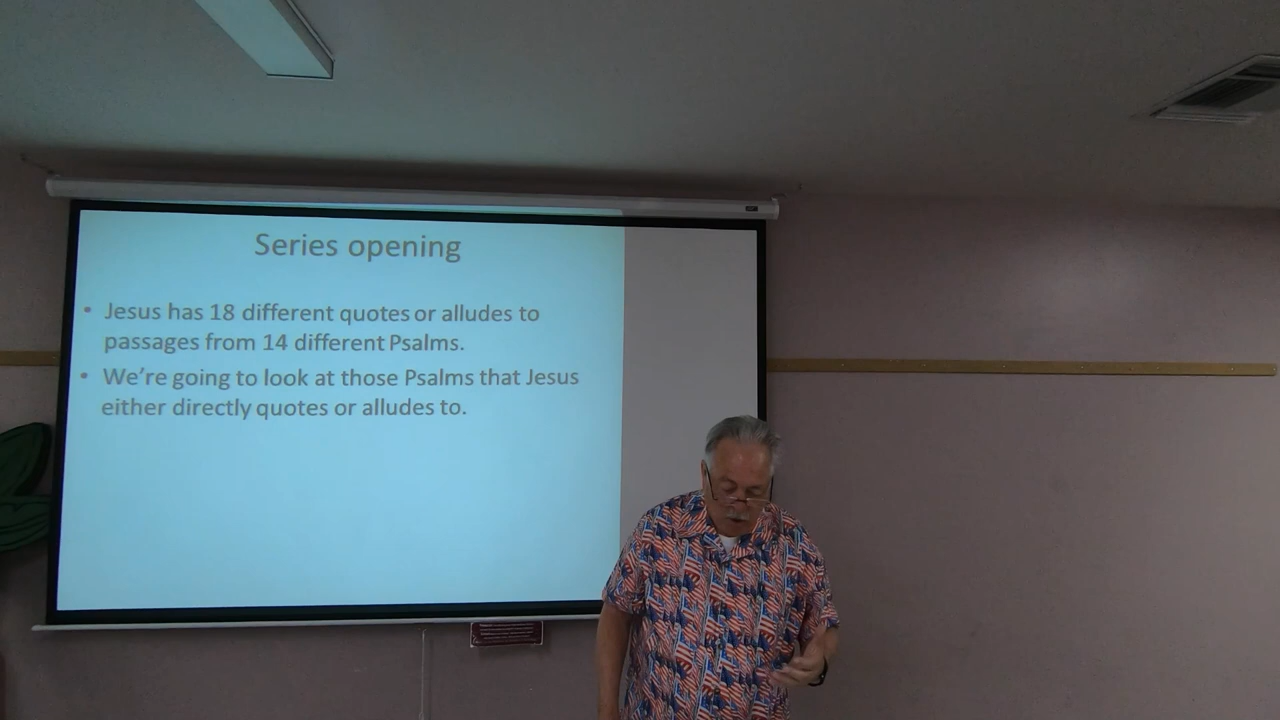 Series opening
• Jesus has 18 different quotes or alludes to
passages from 14 different Psalms.
• We’re going to look at those Psalms that Jesus
either directly quotes or alludes to.